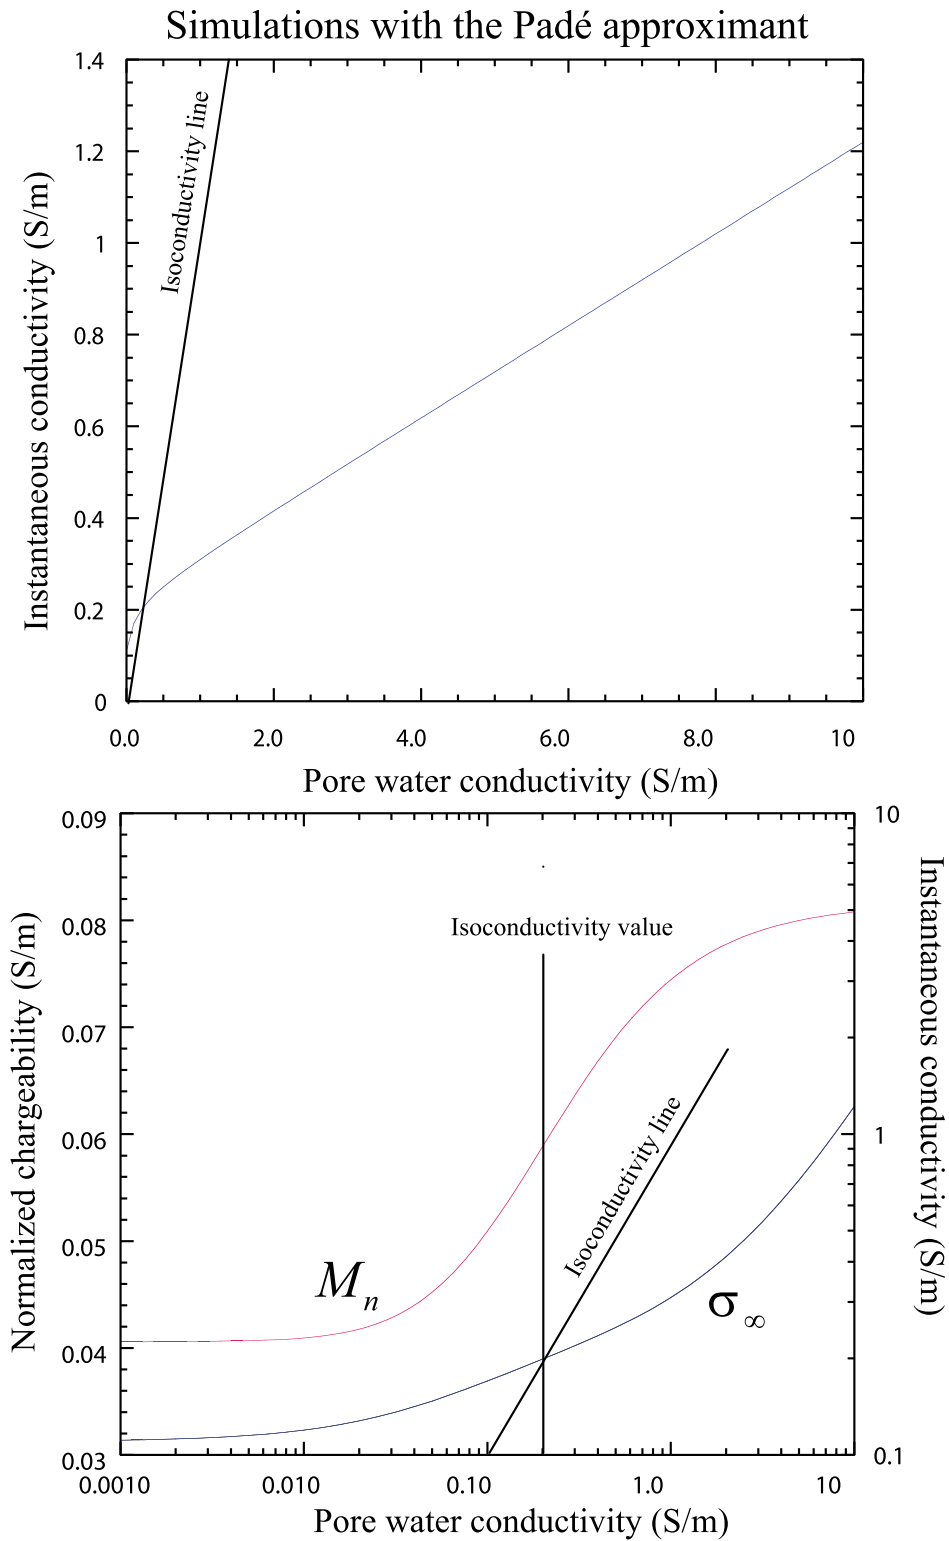 Simulations with the Padé approximant
1.4
1.2
1
0.8
0.6
0.4
0.2
0
Instantaneous conductivity (S/m)
Isoconductivity line
0.0 2.0 4.0 6.0 8.0 10
Pore water conductivity (S/m)
0.09
0.08
0.07
0.06
0.05
0.04
0.03
Normalized chargeability (S/m)
10
1
0.1
Instantaneous conductivity (S/m)
Isoconductivity value
Isoconductivity line
Mn
σ∞
0.0010 0.010 0.10 1.0 10
Pore water conductivity (S/m)